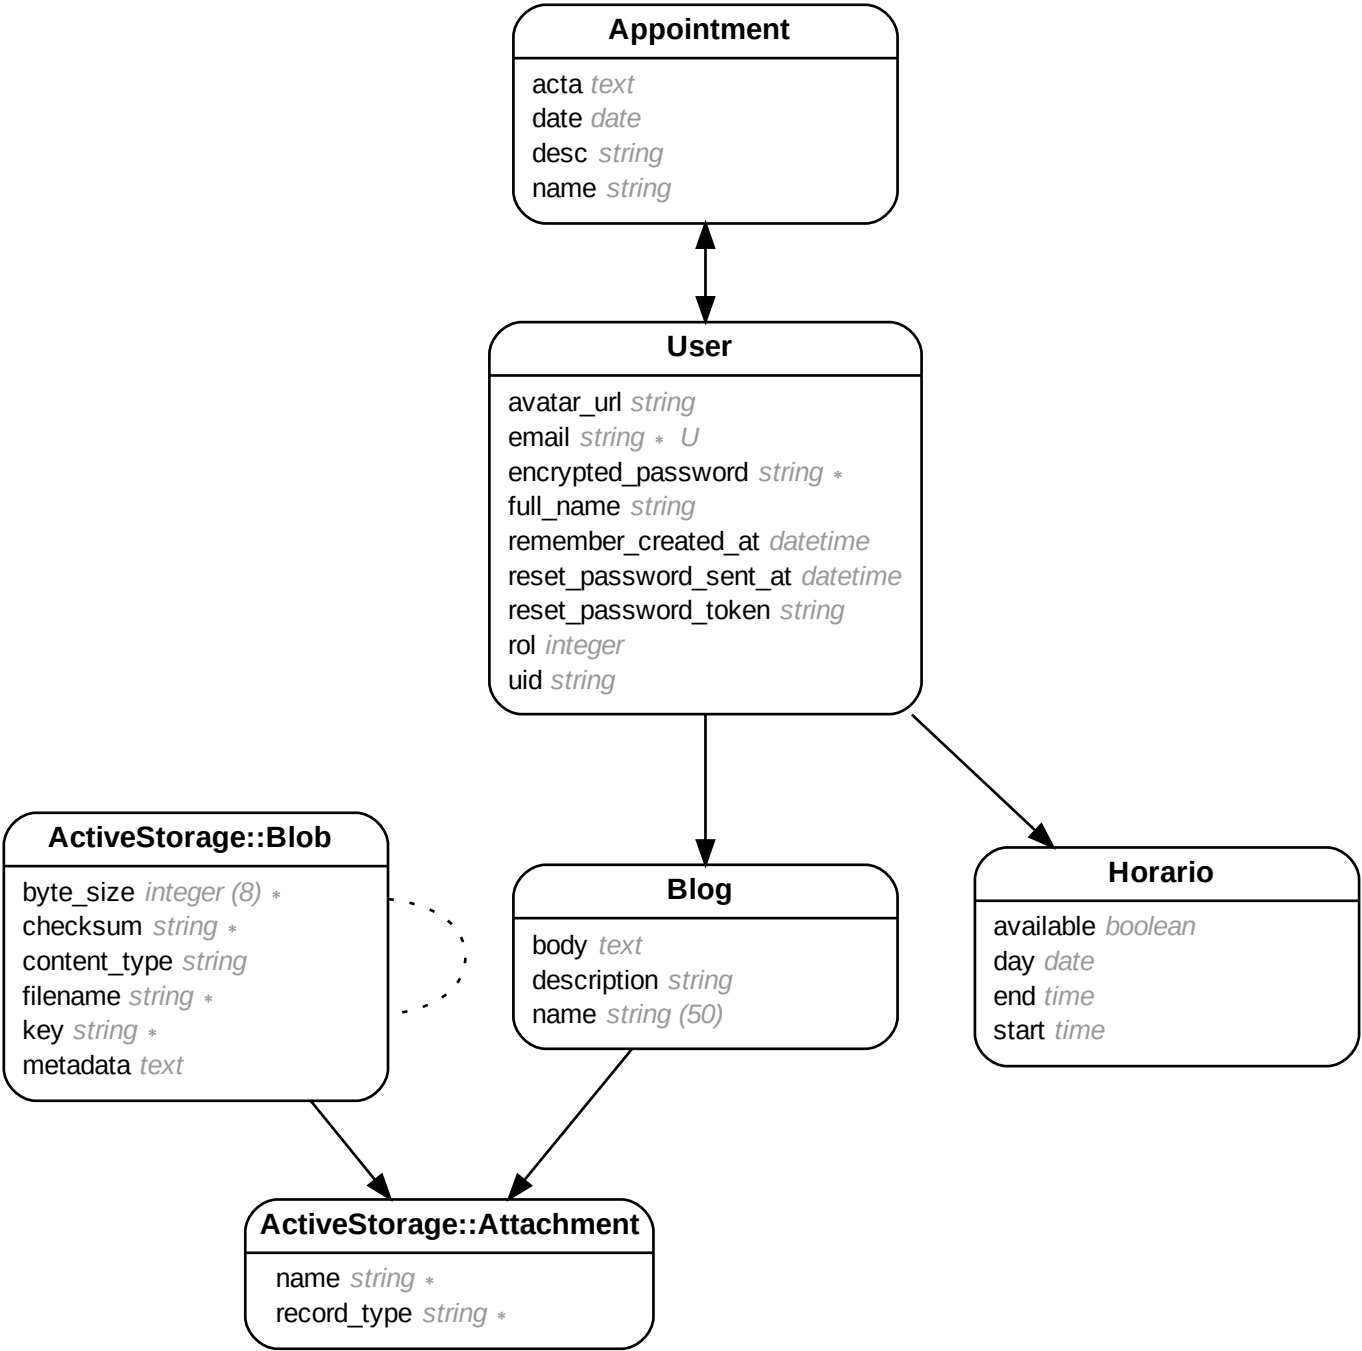 Appointment
acta text
date date
desc string
name string
User
avatar_url string
email string * U
encrypted_password string *
full_name string
remember_created_at datetime
reset_password_sent_at datetime
reset_password_token string
rol integer
uid string
ActiveStorage::Blob
byte_size integer (8) *
checksum string *
content_type string
filename string *
key string *
metadata text
Blog
body text
description string
name string (50)
Horario
available boolean
day date
end time
start time
ActiveStorage::Attachment
name string *
record_type string *